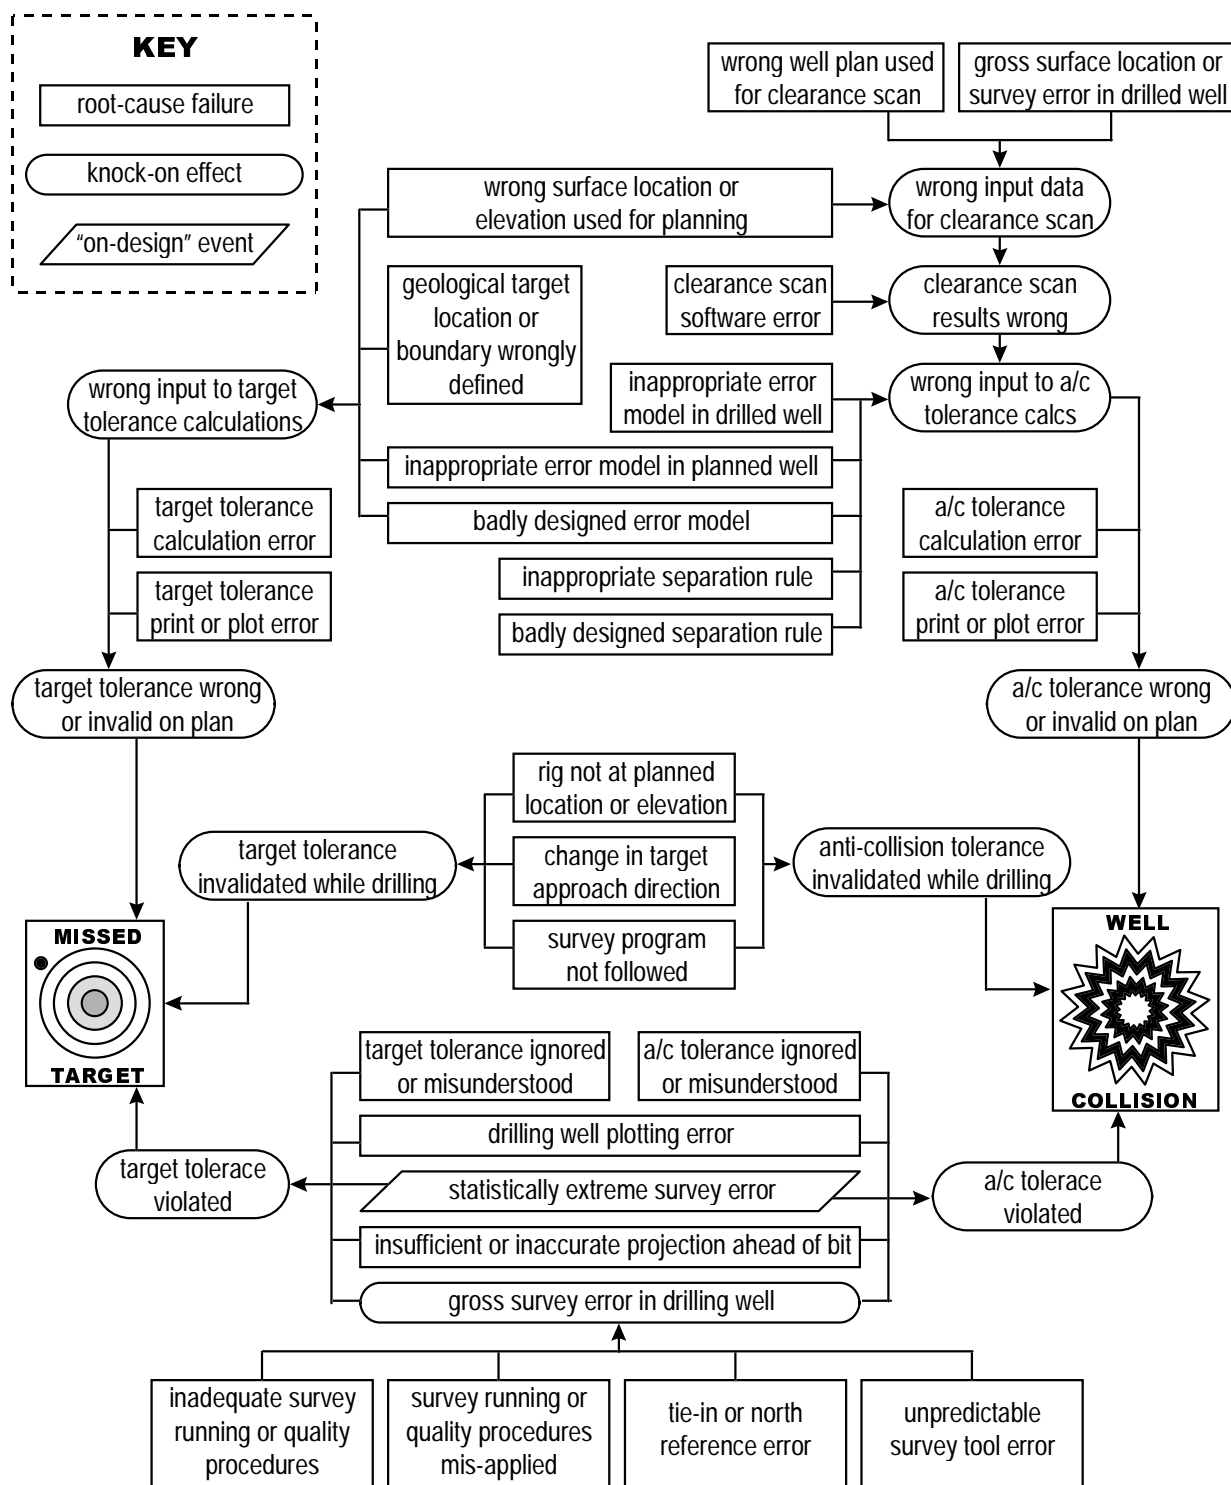 KEY
root-cause failure
knock-on effect
“on-design” event
wrong well plan used
for clearance scan
gross surface location or
survey error in drilled well
wrong surface location or
elevation used for planning
wrong input data
for clearance scan
geological target
location or
boundary wrongly
defined
clearance scan
software error
clearance scan
results wrong
wrong input to target
tolerance calculations
inappropriate error
model in drilled well
wrong input to a/c
tolerance calcs
inappropriate error model in planned well
target tolerance
calculation error
badly designed error model
a/c tolerance
calculation error
inappropriate separation rule
target tolerance
print or plot error
badly designed separation rule
a/c tolerance
print or plot error
target tolerance wrong
or invalid on plan
a/c tolerance wrong
or invalid on plan
rig not at planned
location or elevation
target tolerance
invalidated while drilling
change in target
approach direction
anti-collision tolerance
invalidated while drilling
survey program
not followed
MISSED
TARGET
WELL
COLLISION
target tolerance ignored
or misunderstood
a/c tolerance ignored
or misunderstood
drilling well plotting error
target tolerace
violated
statistically extreme survey error
a/c tolerace
violated
insufficient or inaccurate projection ahead of bit
gross survey error in drilling well
inadequate survey
running or quality
procedures
survey running or
quality procedures
mis-applied
tie-in or north
reference error
unpredictable
survey tool error